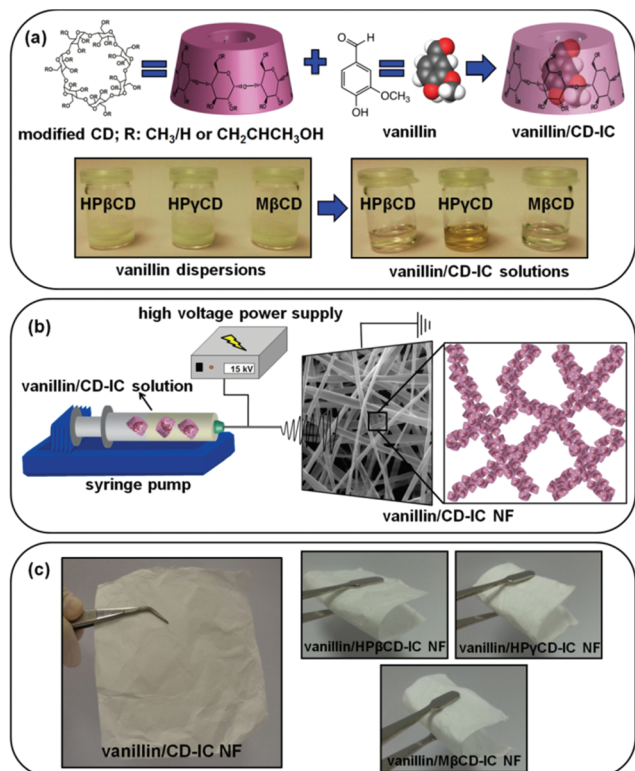 (a)
OR
H
O
OH
OCH₃
modified CD; R: CH₃/H or CH₂CHCH₃OH
vanillin
vanillin/CD-IC
HPβCD HPγCD MβCD
HPβCD HPγCD MβCD
vanillin dispersions
vanillin/CD-IC solutions
(b)
high voltage power supply
15 kV
vanillin/CD-IC solution
syringe pump
vanillin/CD-IC NF
(c)
vanillin/CD-IC NF
vanillin/HPβCD-IC NF
vanillin/HPγCD-IC NF
vanillin/MβCD-IC NF